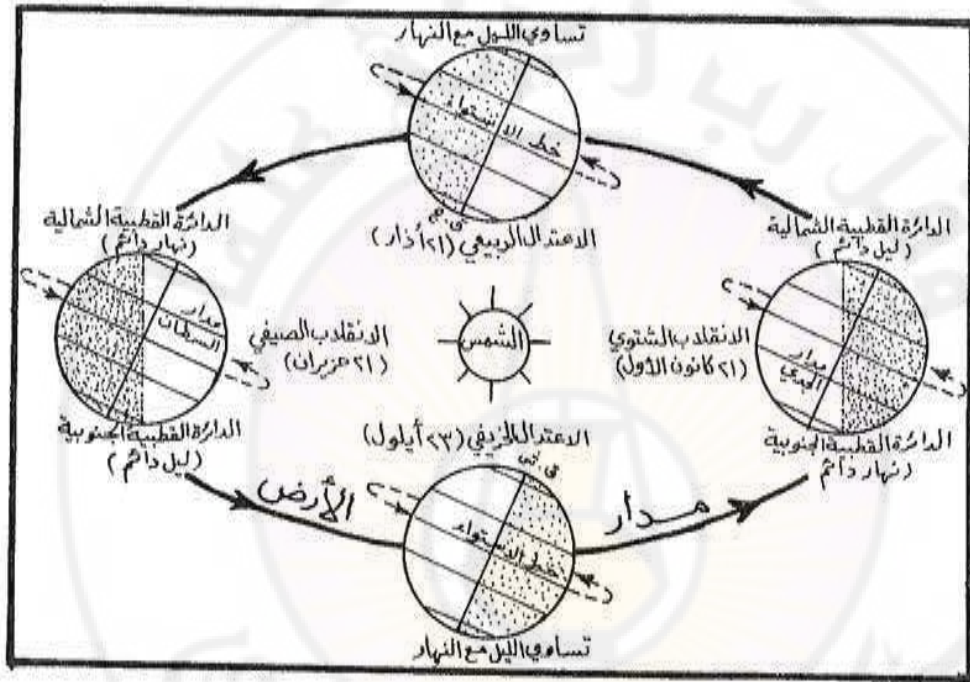 تساوي الليل مع النهار
خط الاستواء
ق. ج
الاعتدال الربيعي (٢١ أذار)
الدائرة القطبية الشمالية
(ليل دائم)
مدار
الجدي
الدائرة القطبية الجنوبية
(نهار دائم
الانقلاب الشتوي
(٢١ كانون الأول)
الشمس
الانقلاب الصيفي
(٢١ حزيران)
الدائرة القطبية الشمالية
(نهار دائم)
مدار
السرطان
الدائرة القطبية الجنوبية
(ليل دائم)
الاعتدال الخريفي (٢٣ أيلول)
ق. ش
خط الاستواء
مدار الأرض
تساوي الليل مع النهار